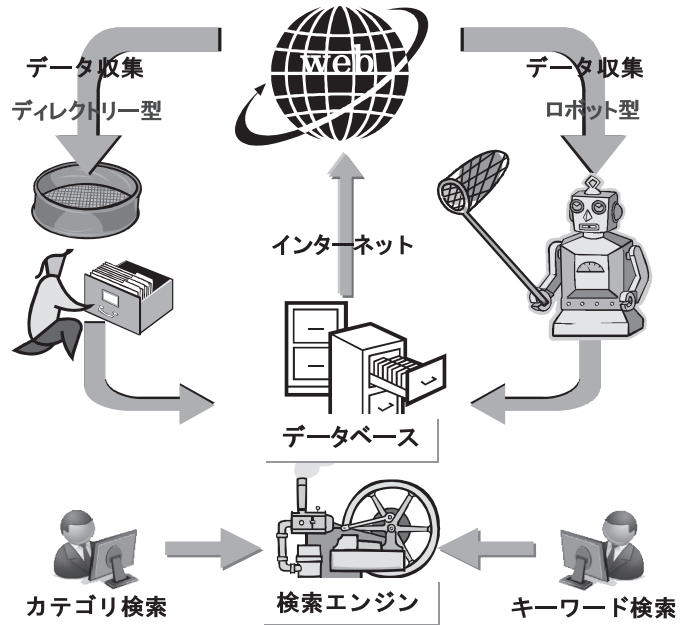 web
データ収集
ディレクトリー型
データ収集
ロボット型
インターネット
データベース
カテゴリ検索
検索エンジン
キーワード検索